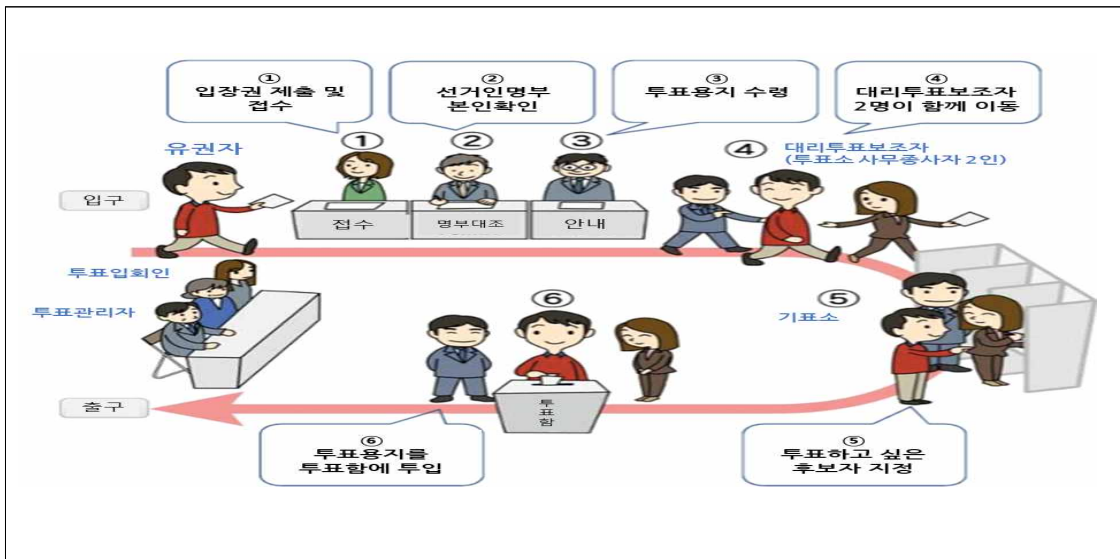 ①
입장권 제출 및
접수
②
선거인명부
본인확인
③
투표용지 수령
④
대리투표보조자
2명이 함께 이동
유권자
①
②
③
④
대리투표보조자
(투표소 사무종사자 2인)
입구
접수
명부대조
안내
투표입회인
투표관리자
⑥
⑤
기표소
출구
투
표
함
⑥
투표용지를
투표함에 투입
⑤
투표하고 싶은
후보자 지정